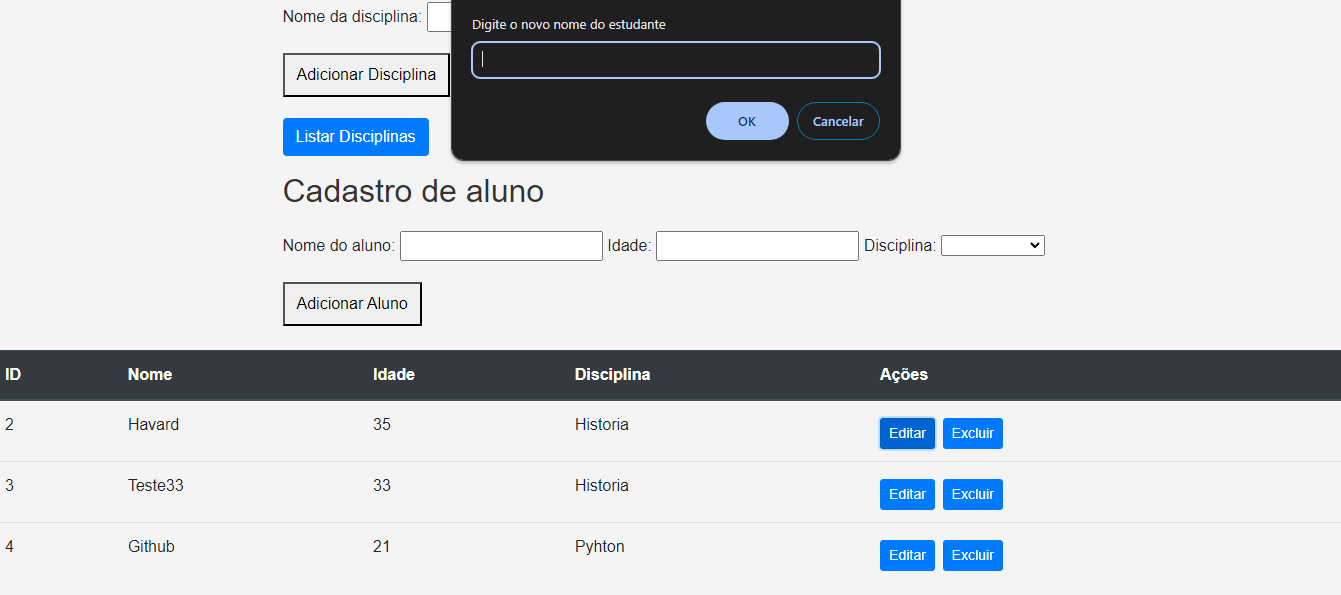 Nome da disciplina:
Digite o novo nome do estudante
Adicionar Disciplina
OK Cancelar
Listar Disciplinas
Cadastro de aluno
Nome do aluno: Idade: Disciplina:
Adicionar Aluno
ID Nome Idade Disciplina Ações
2 Havard 35 Historia Editar Excluir
3 Teste33 33 Historia Editar Excluir
4 Github 21 Pyhton Editar Excluir